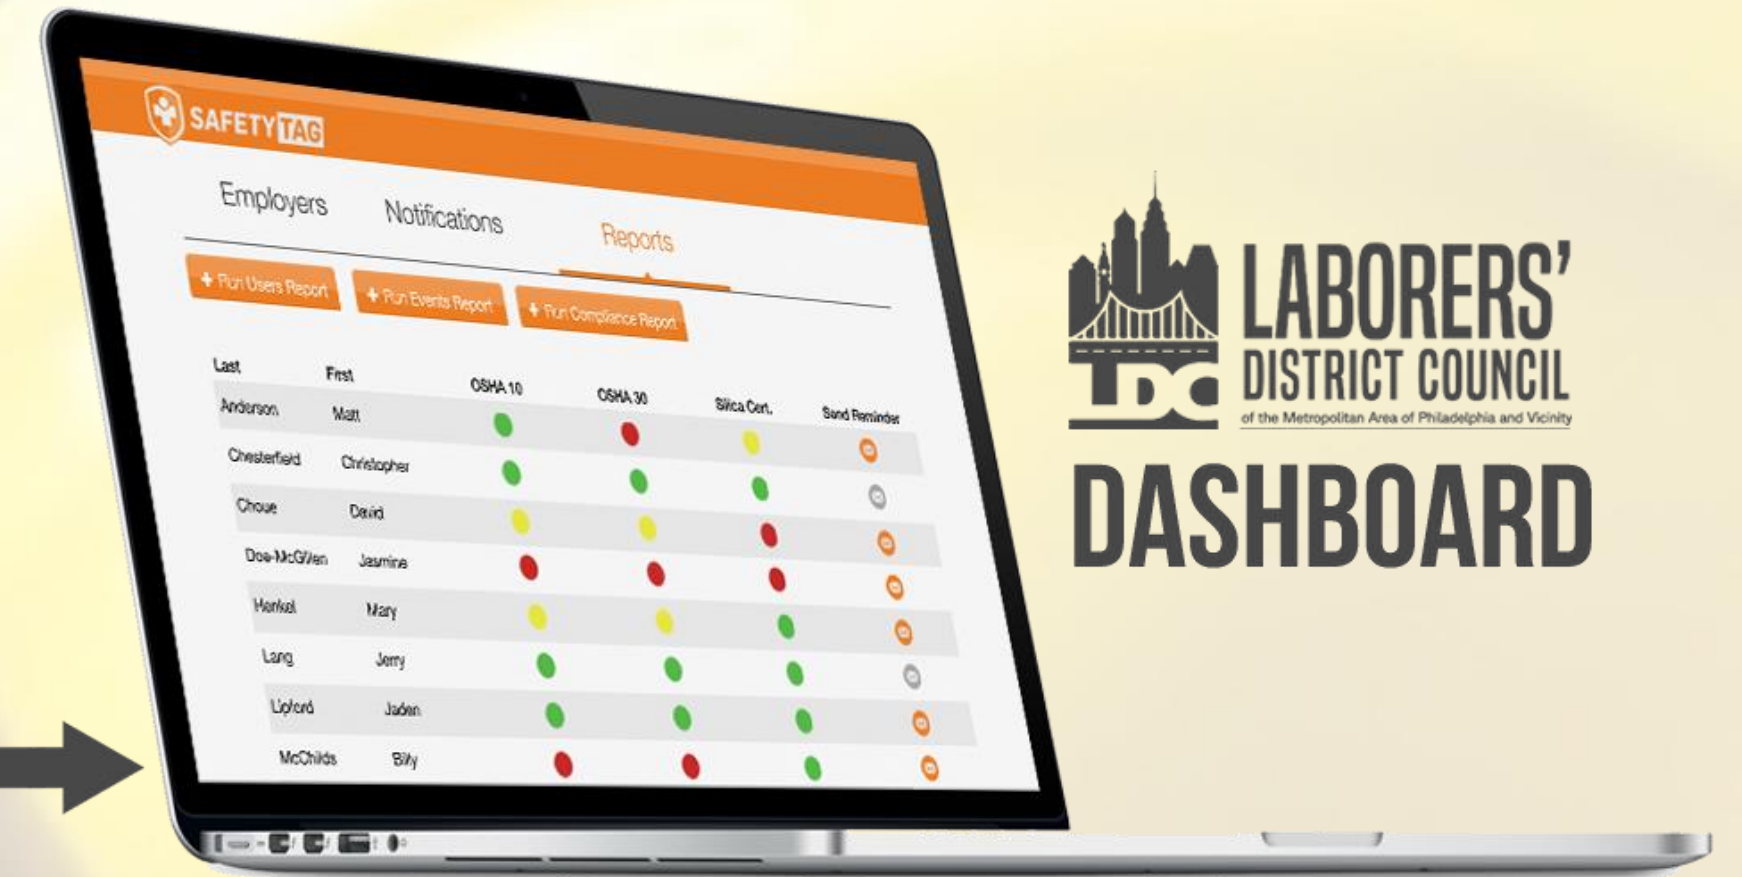 SAFETY TAG
Employers Notifications Reports
+ Run Users Report + Run Events Report + Run Compliance Report
Last First OSHA 10 OSHA 30 Silica Cert. Send Reminder
Anderson Matt
Chesterfield Christopher
Choue David
Doe-McGillen Jasmine
Henkel Mary
Lang Jerry
Lipford Jaden
McChilds Billy
LDC
LABORERS'
DISTRICT COUNCIL
of the Metropolitan Area of Philadelphia and Vicinity
DASHBOARD